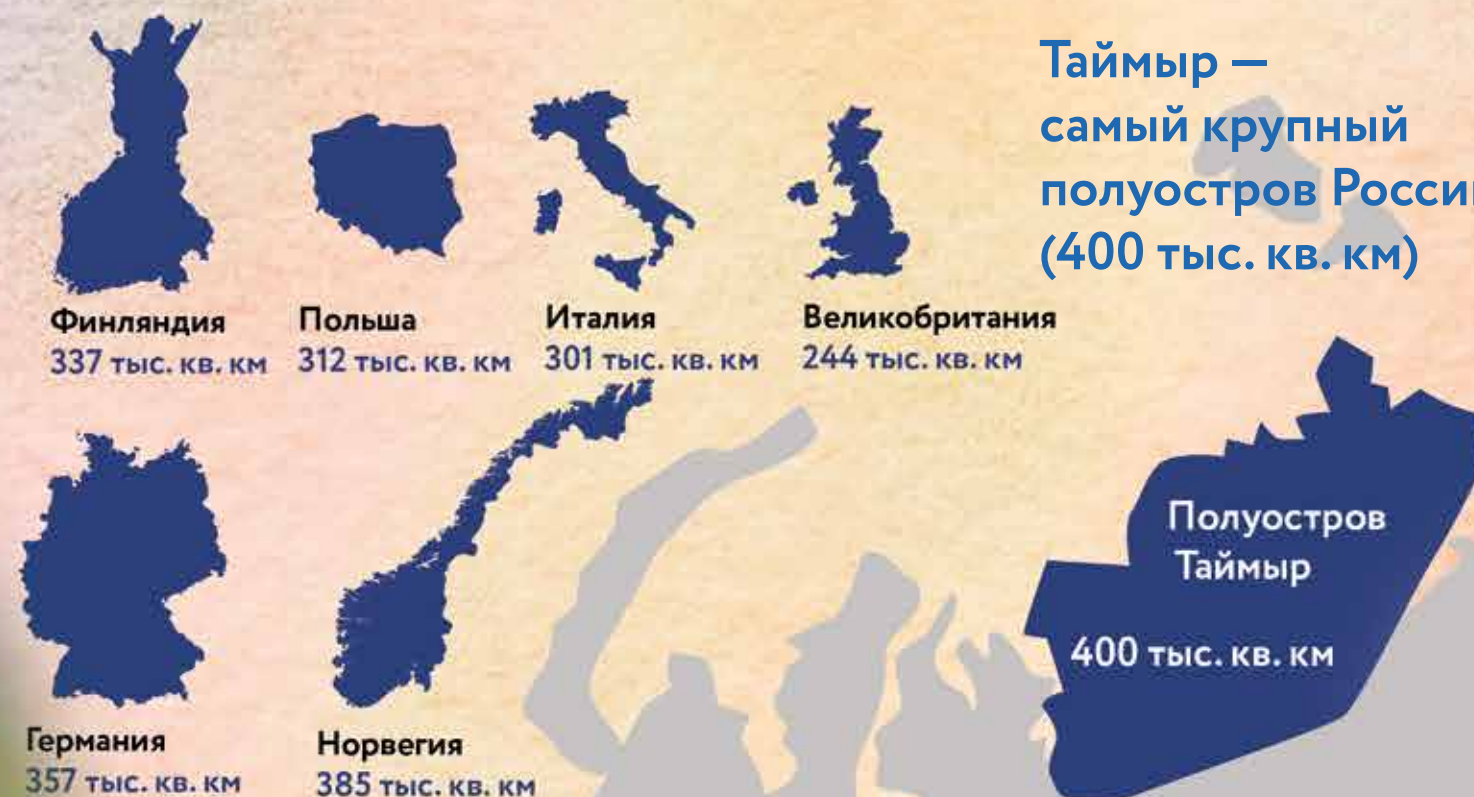 Таймыр —
самый крупный
полуостров России
(400 тыс. кв. км)
Финляндия
337 тыс. кв. км
Польша
312 тыс. кв. км
Италия
301 тыс. кв. км
Великобритания
244 тыс. кв. км
Германия
357 тыс. кв. км
Норвегия
385 тыс. кв. км
Полуостров
Таймыр
400 тыс. кв. км